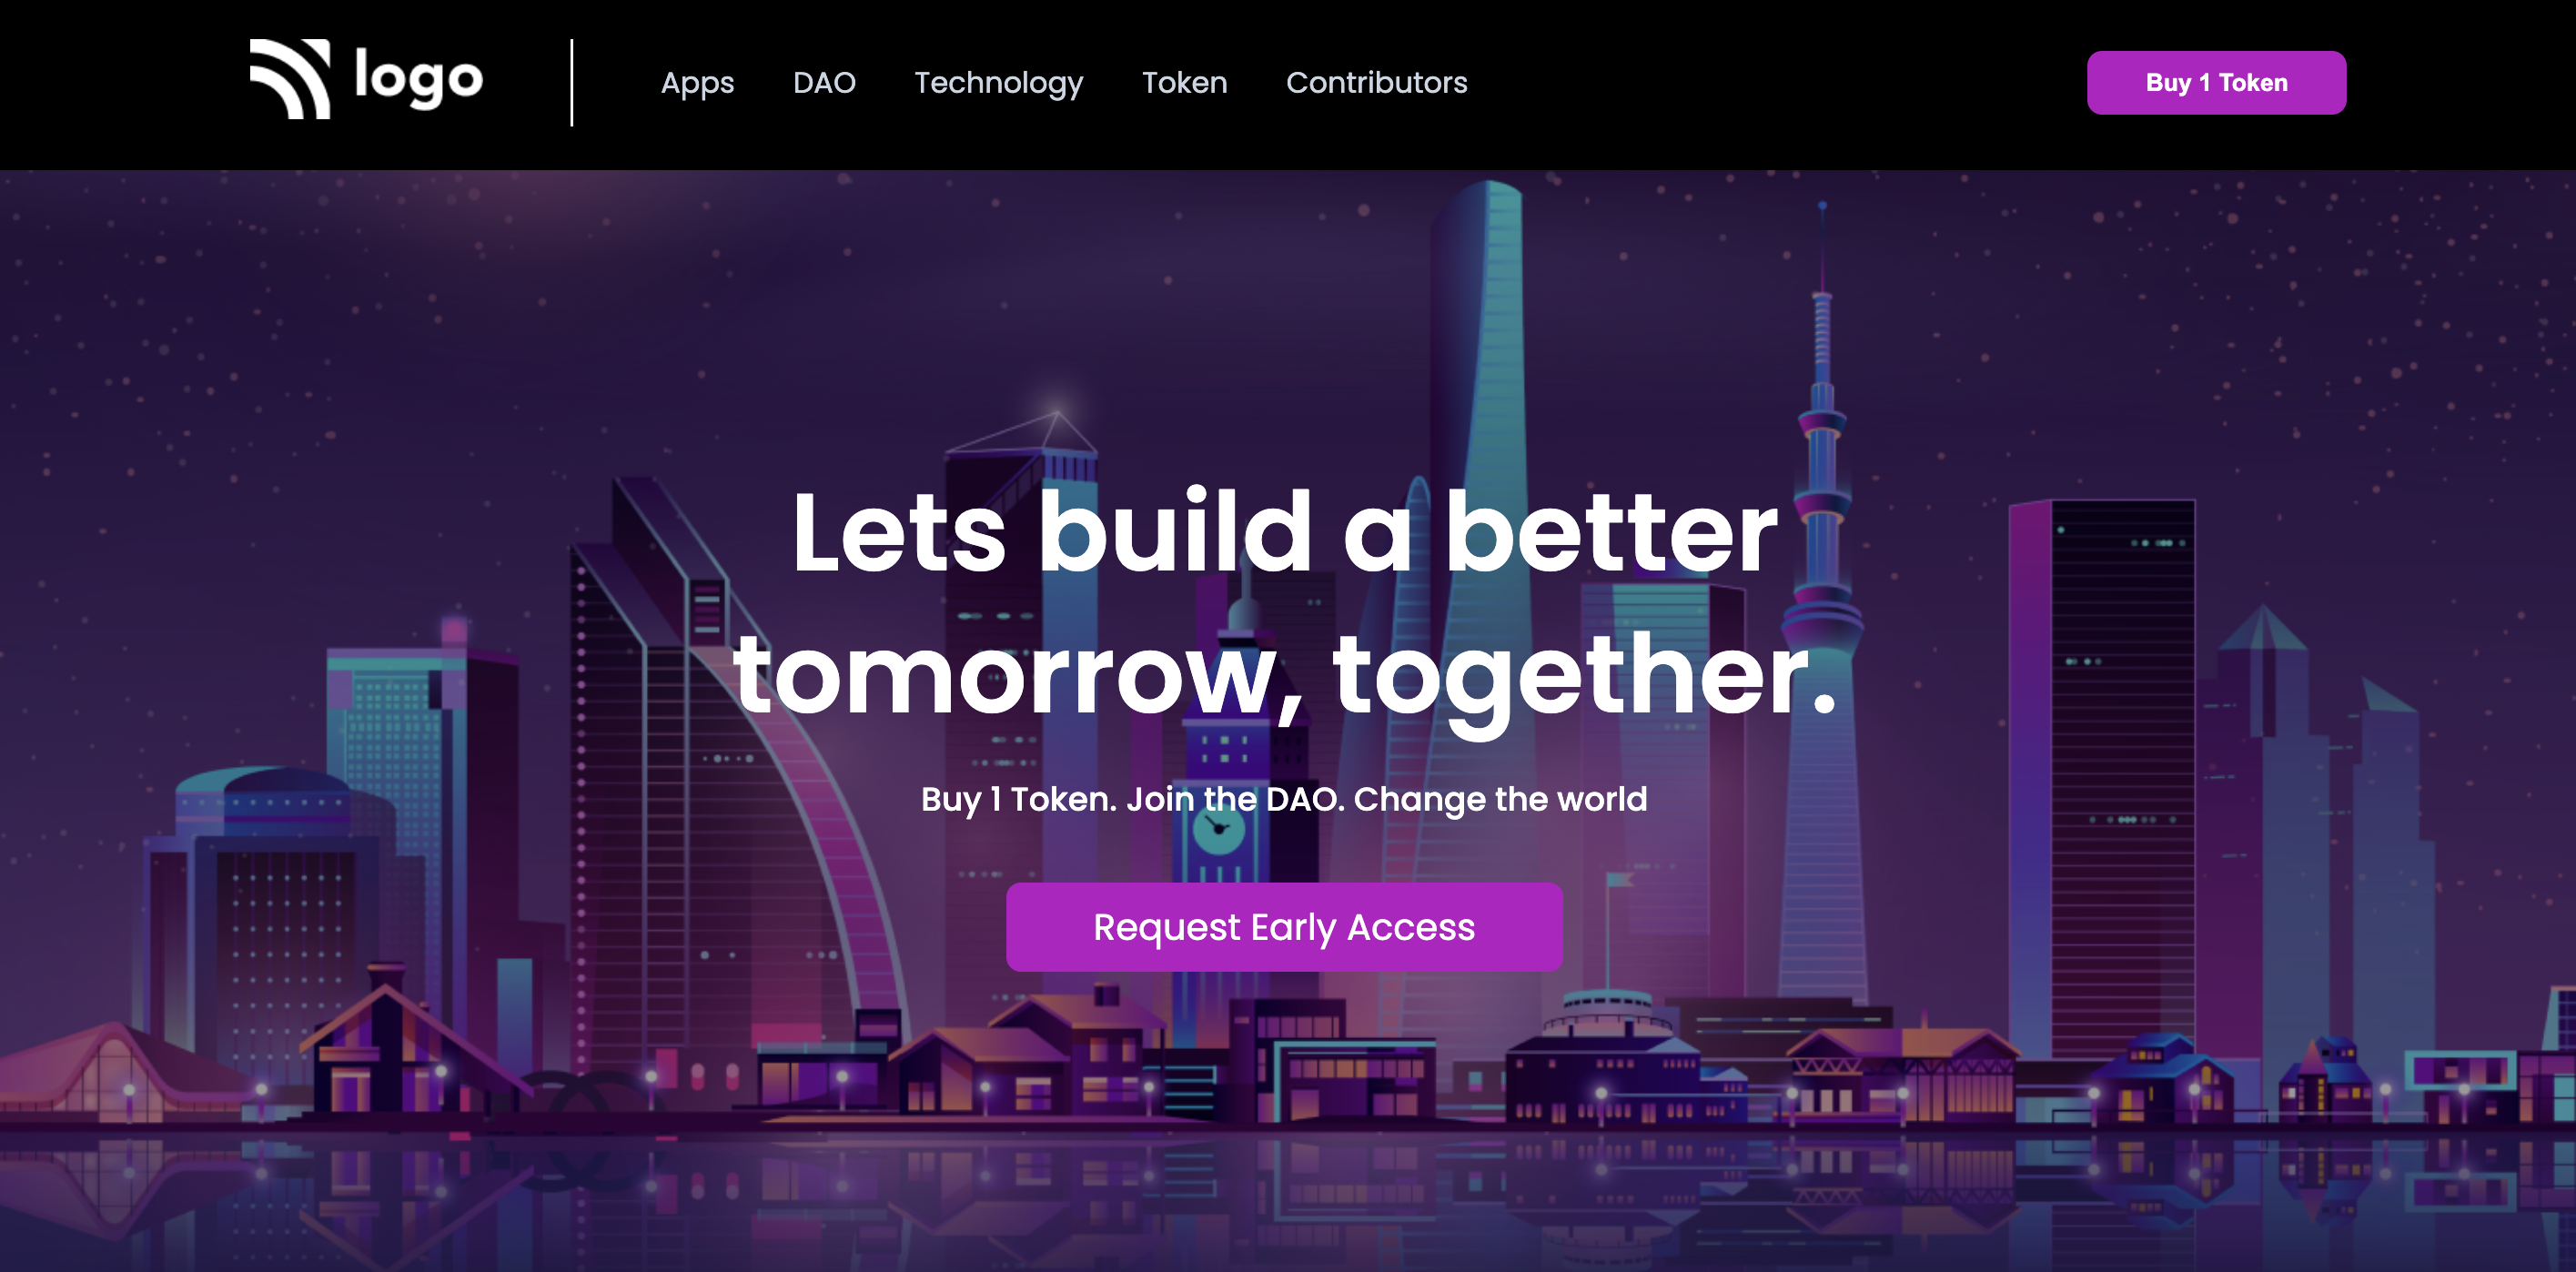 logo
Apps DAO Technology Token Contributors
Buy 1 Token
Lets build a better
tomorrow, together.
Buy 1 Token. Join the DAO. Change the world
Request Early Access